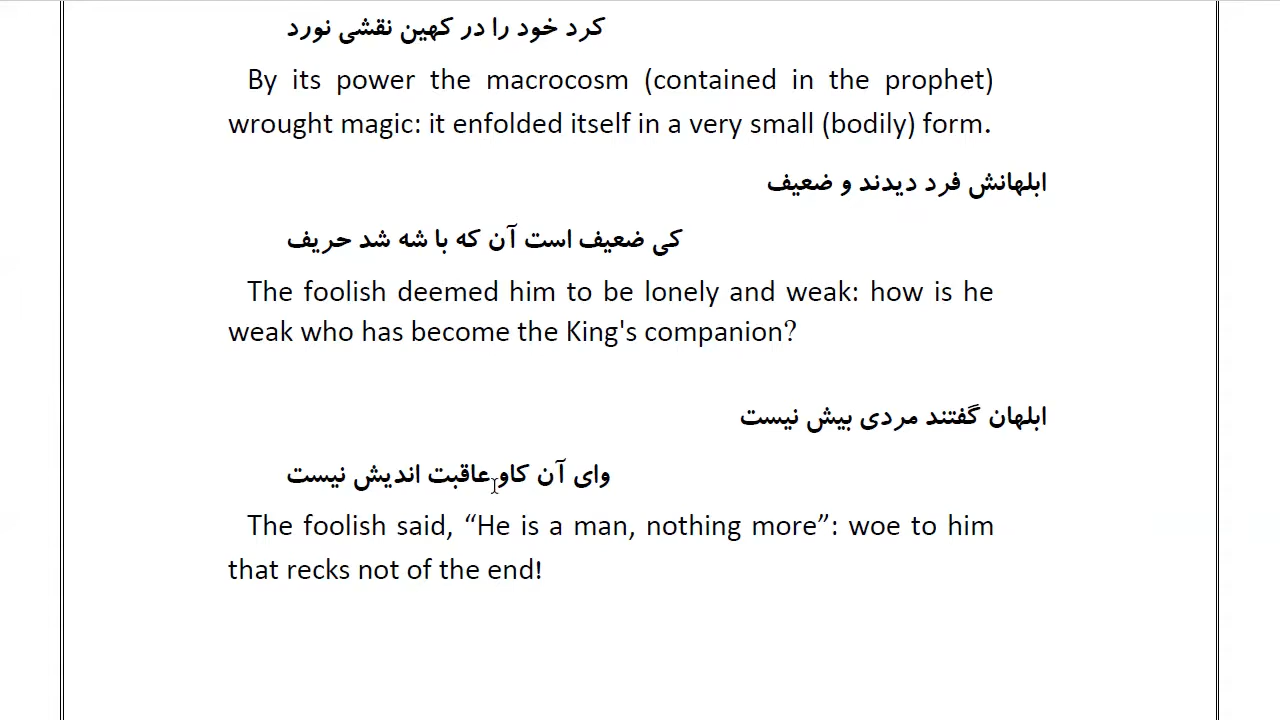 کرد خود را در کهین نقشی نورد
By its power the macrocosm (contained in the prophet)
wrought magic: it enfolded itself in a very small (bodily) form.
ابلهانش فرد دیدند و ضعیف
کی ضعیف است آن که با شه شد حریف
The foolish deemed him to be lonely and weak: how is he
weak who has become the King's companion?
ابلهان گفتند مردی بیش نیست
وای آن کاو عاقبت اندیش نیست
The foolish said, “He is a man, nothing more”: woe to him
that recks not of the end!